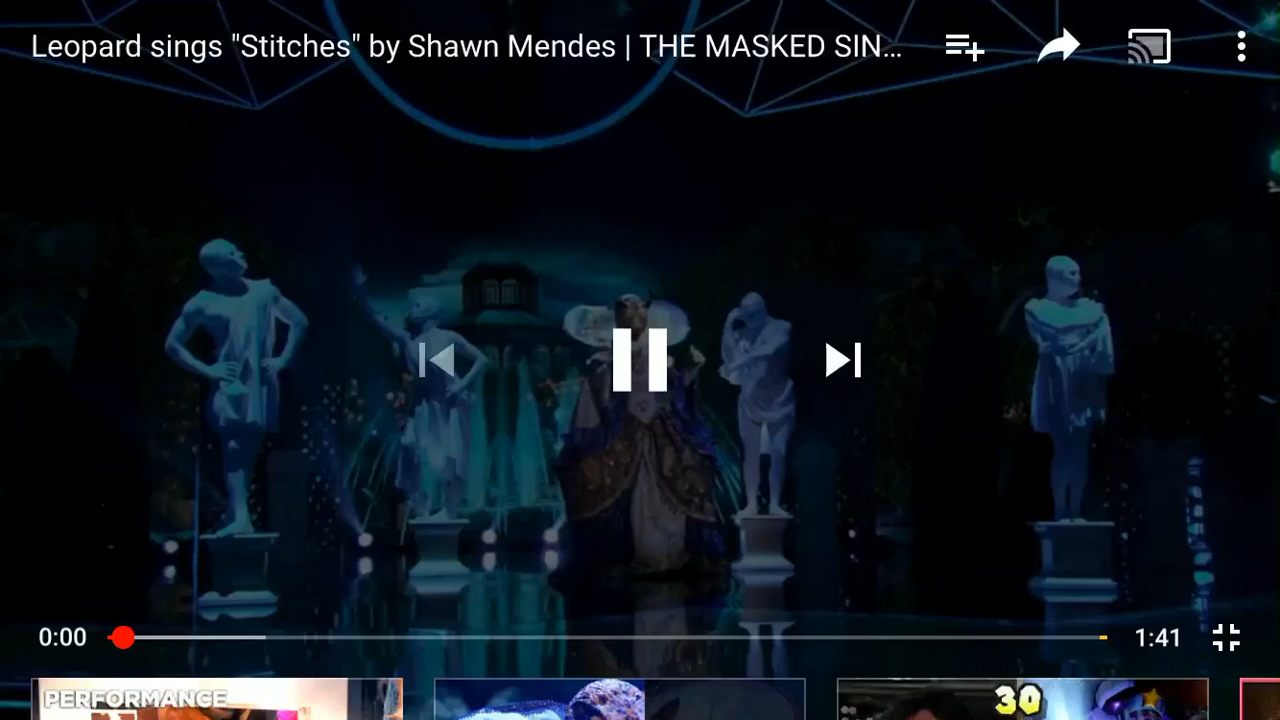 Leopard sings "Stitches" by Shawn Mendes | THE MASKED SIN...
0:00
1:41
PERFORMANCE
30